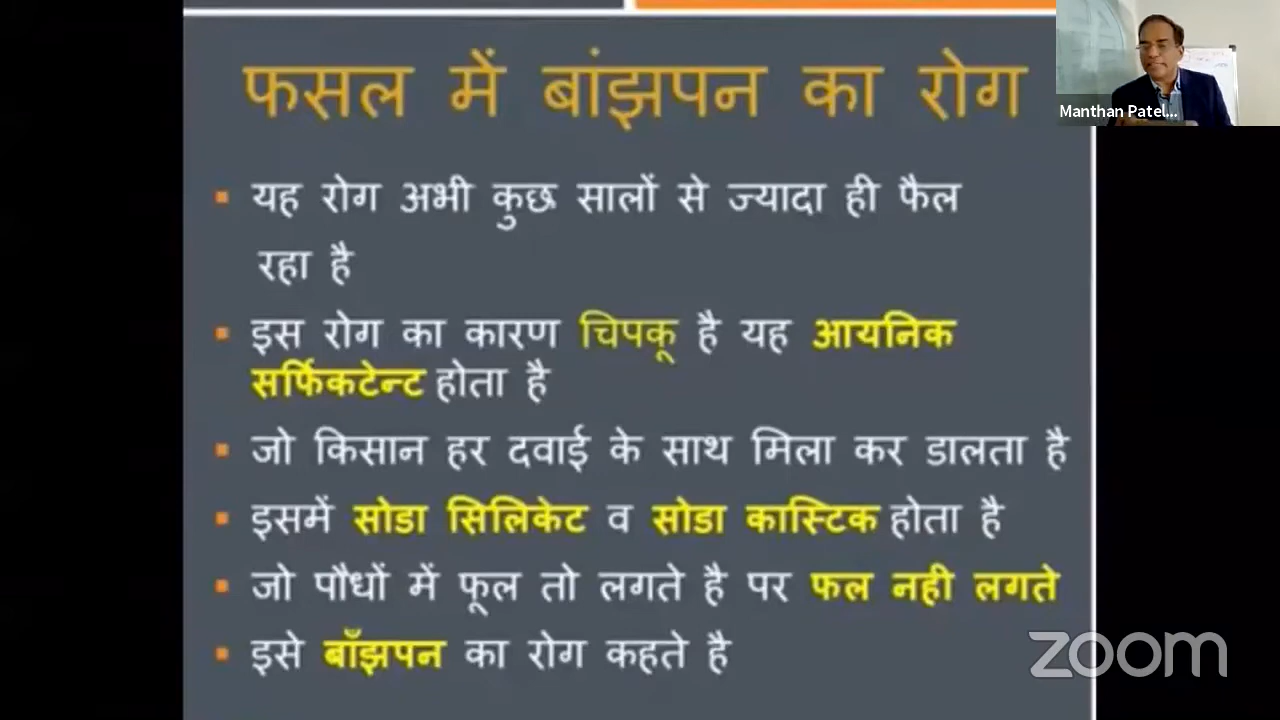 फसल में बांझपन का रोग
Manthan Patel...
▪ यह रोग अभी कुछ सालों से ज्यादा ही फैल
रहा है
▪ इस रोग का कारण चिपकू है यह आयनिक
सर्फिकटेन्ट होता है
▪ जो किसान हर दवाई के साथ मिला कर डालता है
▪ इसमें सोडा सिलिकेट व सोडा कास्टिक होता है
▪ जो पौधों में फूल तो लगते है पर फल नही लगते
▪ इसे बाँझपन का रोग कहते है
zoom